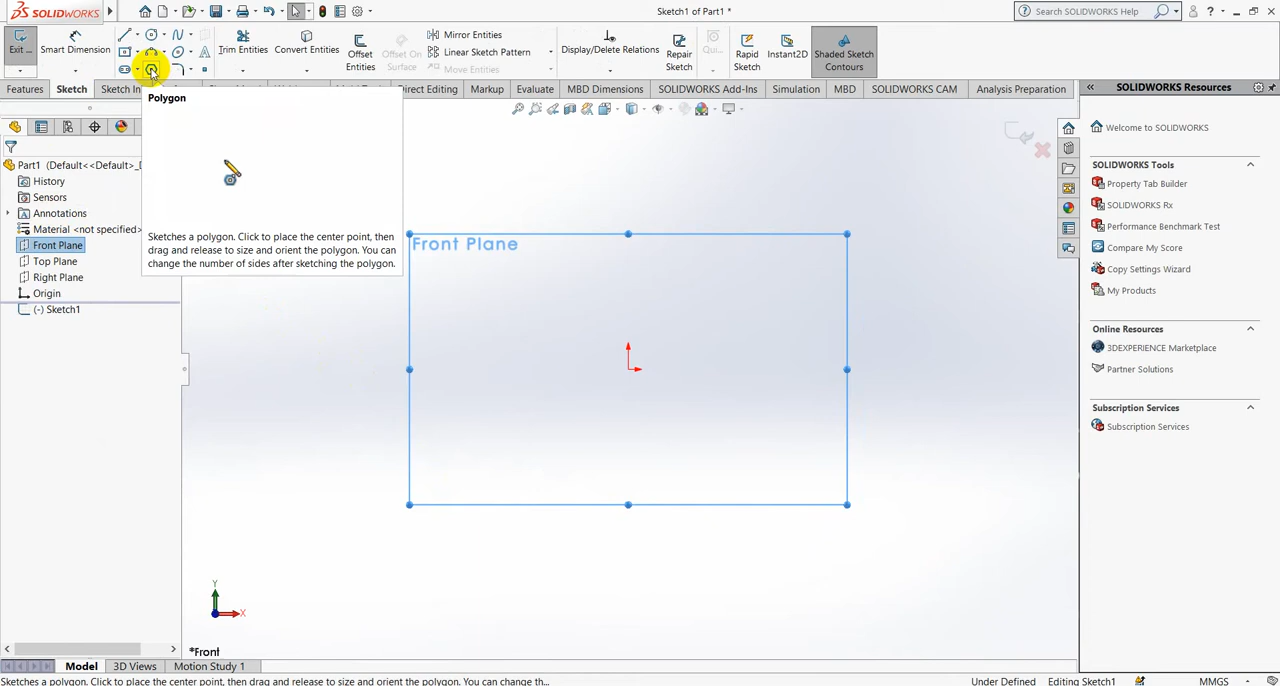 SOLIDWORKS
Sketch1 of Part1 *
Search SOLIDWORKS Help
Exit ...
Smart Dimension
Trim Entities
Convert Entities
Offset Entities
Offset On Surface
Mirror Entities
Linear Sketch Pattern
Move Entities
Display/Delete Relations
Repair Sketch
Qui...
Rapid Sketch
Instant2D
Shaded Sketch Contours
Features
Sketch
Sketch In
Direct Editing
Markup
Evaluate
MBD Dimensions
SOLIDWORKS Add-Ins
Simulation
MBD
SOLIDWORKS CAM
Analysis Preparation
Polygon
Sketches a polygon. Click to place the center point, then
drag and release to size and orient the polygon. You can
change the number of sides after sketching the polygon.
Part1 (Default<<Default>_D
History
Sensors
Annotations
Material <not specified>
Front Plane
Top Plane
Right Plane
Origin
(-) Sketch1
Front Plane
Y
X
*Front
SOLIDWORKS Resources
Welcome to SOLIDWORKS
SOLIDWORKS Tools
Property Tab Builder
SOLIDWORKS Rx
Performance Benchmark Test
Compare My Score
Copy Settings Wizard
My Products
Online Resources
3DEXPERIENCE Marketplace
Partner Solutions
Subscription Services
Subscription Services
Model
3D Views
Motion Study 1
Sketches a polygon. Click to place the center point, then drag and release to size and orient the polygon. You can change th...
Under Defined
Editing Sketch1
MMGS